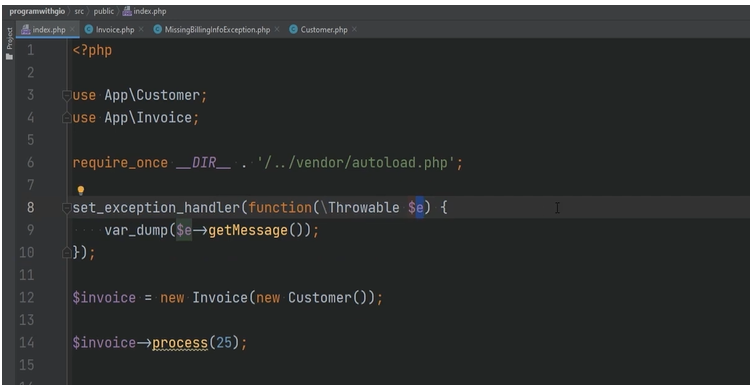 programwithgio › src › public › index.php
index.php Invoice.php MissingBillingInfoException.php Customer.php
Project
1 <?php
2
3 use App\Customer;
4 use App\Invoice;
5
6 require_once __DIR__ . '/../vendor/autoload.php';
7
8 set_exception_handler(function(\Throwable $e) {
9 var_dump($e->getMessage());
10 });
11
12 $invoice = new Invoice(new Customer());
13
14 $invoice->process(25);
15